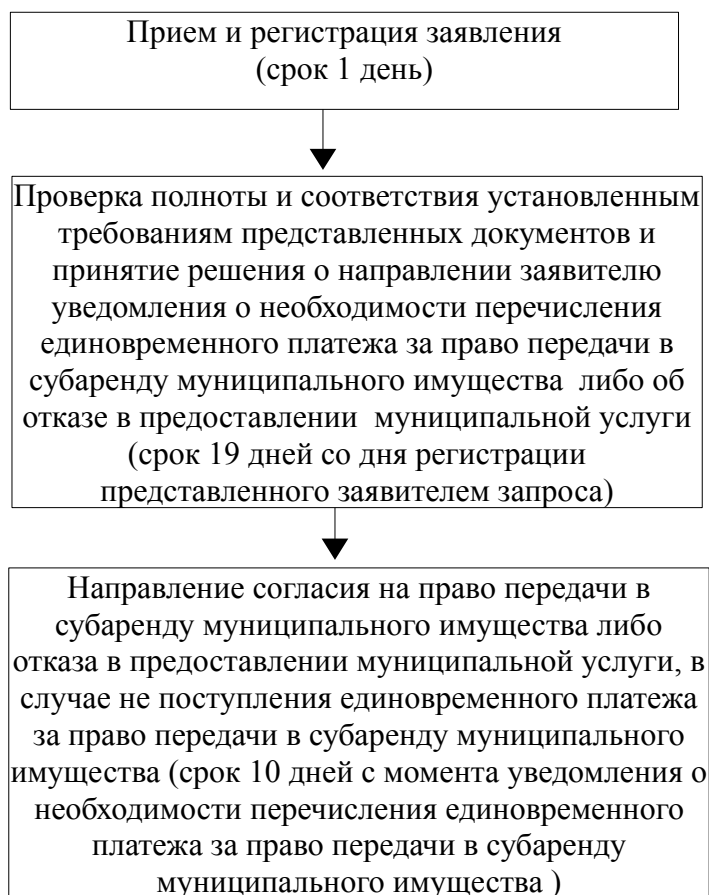 Прием и регистрация заявления
(срок 1 день)
Проверка полноты и соответствия установленным
требованиям представленных документов и
принятие решения о направлении заявителю
уведомления о необходимости перечисления
единовременного платежа за право передачи в
субаренду муниципального имущества либо об
отказе в предоставлении муниципальной услуги
(срок 19 дней со дня регистрации
представленного заявителем запроса)
Направление согласия на право передачи в
субаренду муниципального имущества либо
отказа в предоставлении муниципальной услуги, в
случае не поступления единовременного платежа
за право передачи в субаренду муниципального
имущества (срок 10 дней с момента уведомления о
необходимости перечисления единовременного
платежа за право передачи в субаренду
муниципального имущества )